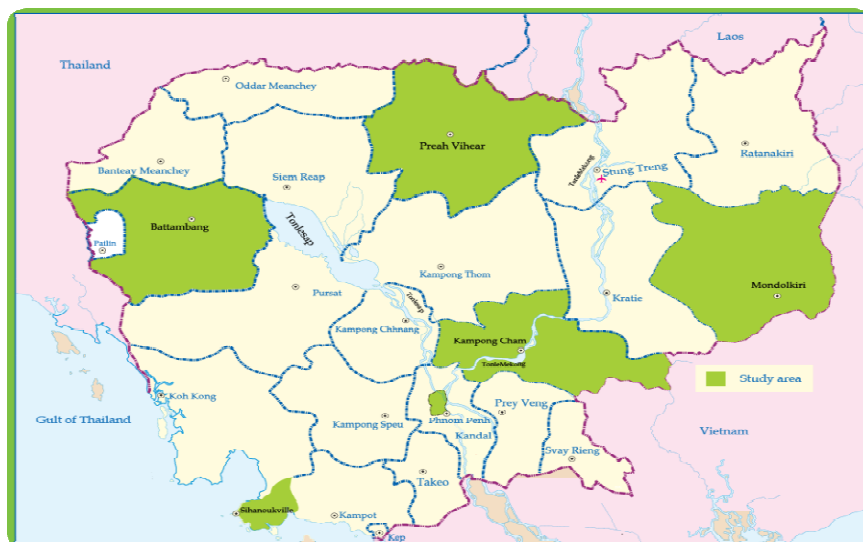 Laos
Thailand
Oddar Meanchey
Preah Vihear
Ratanakiri
Banteay Meanchey
Siem Reap
TonleMekong
Stung Treng
Battambang
Tonlesap
Pailin
Kampong Thom
Mondolkiri
Pursat
Tonlesap
Kratie
Kampong Chhnang
Kampong Cham
TonleMekong
Study area
Koh Kong
Prey Veng
Gulf of Thailand
Kampong Speu
Phnom Penh
Vietnam
Kandal
Svay Rieng
Takeo
Sihanoukville
Kampot
Kep